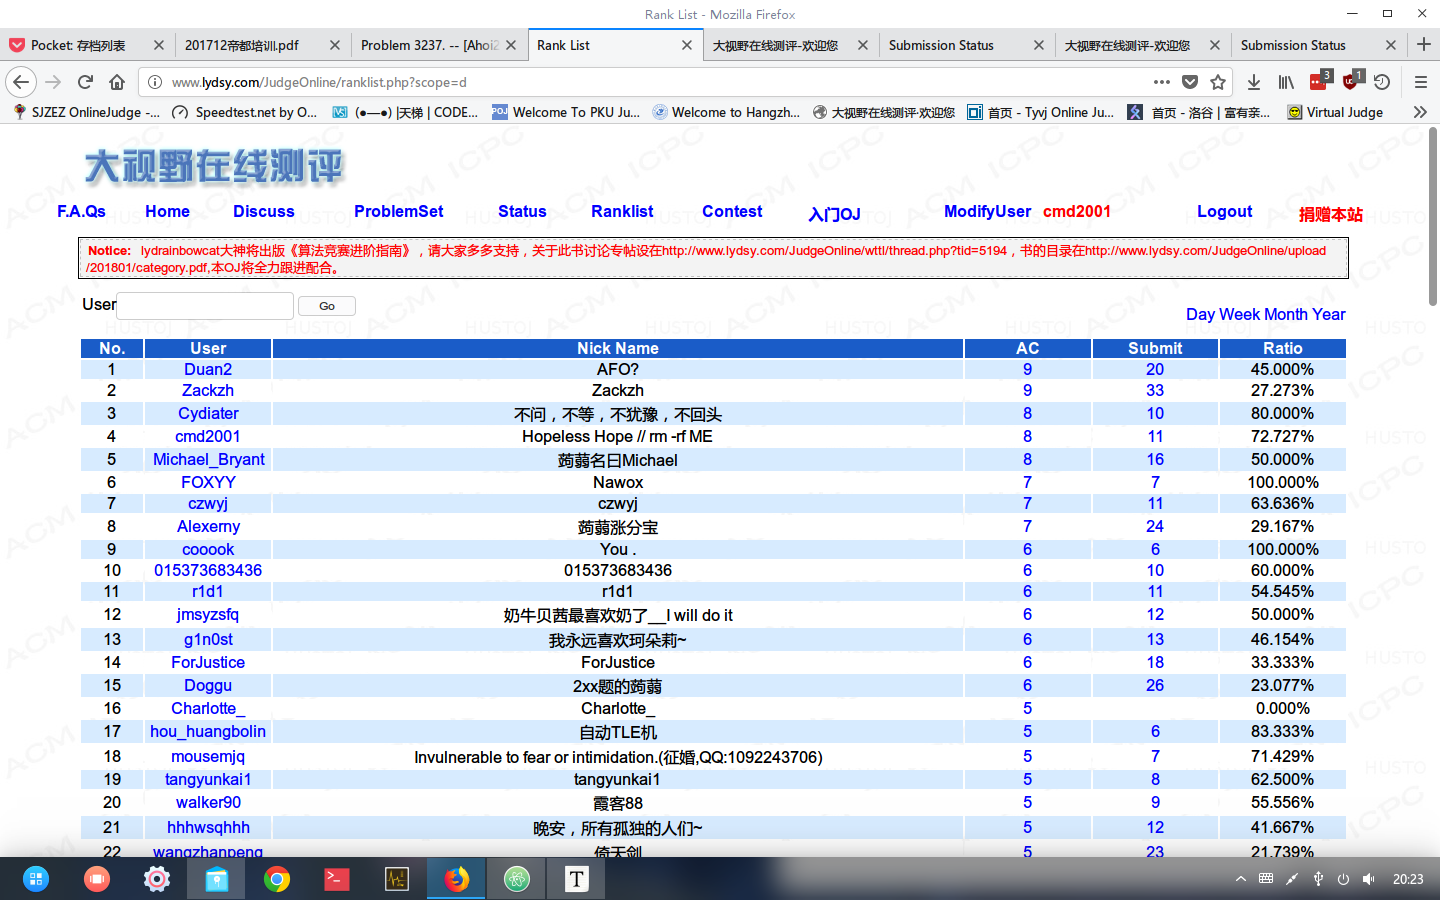 Rank List - Mozilla Firefox
Pocket: 存档列表
201712帝都培训.pdf
Problem 3237. -- [Ahoi2
Rank List
大视野在线测评-欢迎您
Submission Status
大视野在线测评-欢迎您
Submission Status
www.lydsy.com/JudgeOnline/ranklist.php?scope=d
3
1
SJZEZ OnlineJudge -...
Speedtest.net by O...
(●—●) |天梯 | CODE...
Welcome To PKU Ju...
Welcome to Hangzh...
大视野在线测评-欢迎您
首页 - Tyvj Online Ju...
首页 - 洛谷 | 富有亲...
Virtual Judge
大视野在线测评
F.A.Qs Home Discuss ProblemSet Status Ranklist Contest 入门OJ ModifyUser cmd2001 Logout 捐赠本站
Notice: lydrainbowcat大神将出版《算法竞赛进阶指南》，请大家多多支持，关于此书讨论专帖设在http://www.lydsy.com/JudgeOnline/wttl/thread.php?tid=5194，书的目录在http://www.lydsy.com/JudgeOnline/upload
/201801/category.pdf,本OJ将全力跟进配合。
User Go
Day Week Month Year
No. User Nick Name AC Submit Ratio
1 Duan2 AFO? 9 20 45.000%
2 Zackzh Zackzh 9 33 27.273%
3 Cydiater 不问，不等，不犹豫，不回头 8 10 80.000%
4 cmd2001 Hopeless Hope // rm -rf ME 8 11 72.727%
5 Michael_Bryant 蒟蒻名曰Michael 8 16 50.000%
6 FOXYY Nawox 7 7 100.000%
7 czwyj czwyj 7 11 63.636%
8 Alexerny 蒟蒻涨分宝 7 24 29.167%
9 cooook You . 6 6 100.000%
10 015373683436 015373683436 6 10 60.000%
11 r1d1 r1d1 6 11 54.545%
12 jmsyzsfq 奶牛贝茜最喜欢奶了__I will do it 6 12 50.000%
13 g1n0st 我永远喜欢珂朵莉~ 6 13 46.154%
14 ForJustice ForJustice 6 18 33.333%
15 Doggu 2xx题的蒟蒻 6 26 23.077%
16 Charlotte_ Charlotte_ 5 0.000%
17 hou_huangbolin 自动TLE机 5 6 83.333%
18 mousemjq Invulnerable to fear or intimidation.(征婚,QQ:1092243706) 5 7 71.429%
19 tangyunkai1 tangyunkai1 5 8 62.500%
20 walker90 霞客88 5 9 55.556%
21 hhhwsqhhh 晚安，所有孤独的人们~ 5 12 41.667%
22 wangzhanpeng 倚天剑 5 23 21.739%
20:23